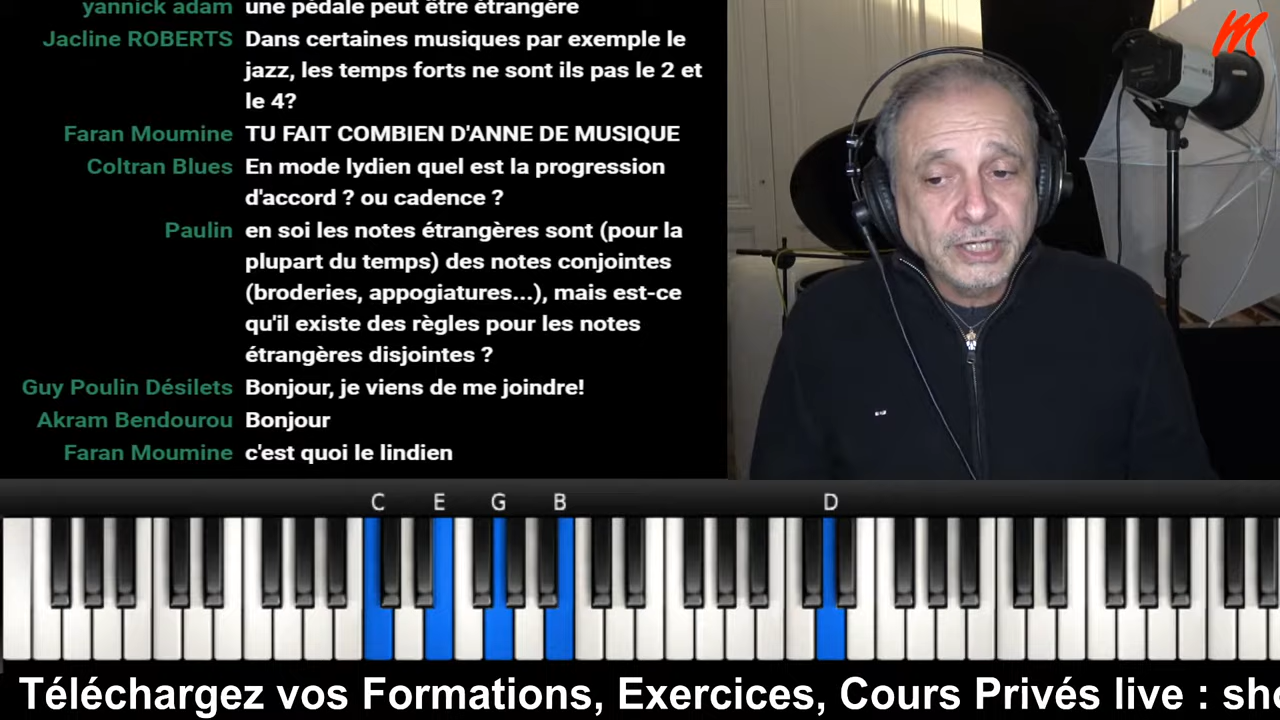 yannick adam une pédale peut être étrangère
Jacline ROBERTS Dans certaines musiques par exemple le
jazz, les temps forts ne sont ils pas le 2 et
le 4?
Faran Moumine TU FAIT COMBIEN D'ANNE DE MUSIQUE
Coltran Blues En mode lydien quel est la progression
d'accord ? ou cadence ?
Paulin en soi les notes étrangères sont (pour la
plupart du temps) des notes conjointes
(broderies, appogiatures...), mais est-ce
qu'il existe des règles pour les notes
étrangères disjointes ?
Guy Poulin Désilets Bonjour, je viens de me joindre!
Akram Bendourou Bonjour
Faran Moumine c'est quoi le lindien
M
C E G B D
Téléchargez vos Formations, Exercices, Cours Privés live :